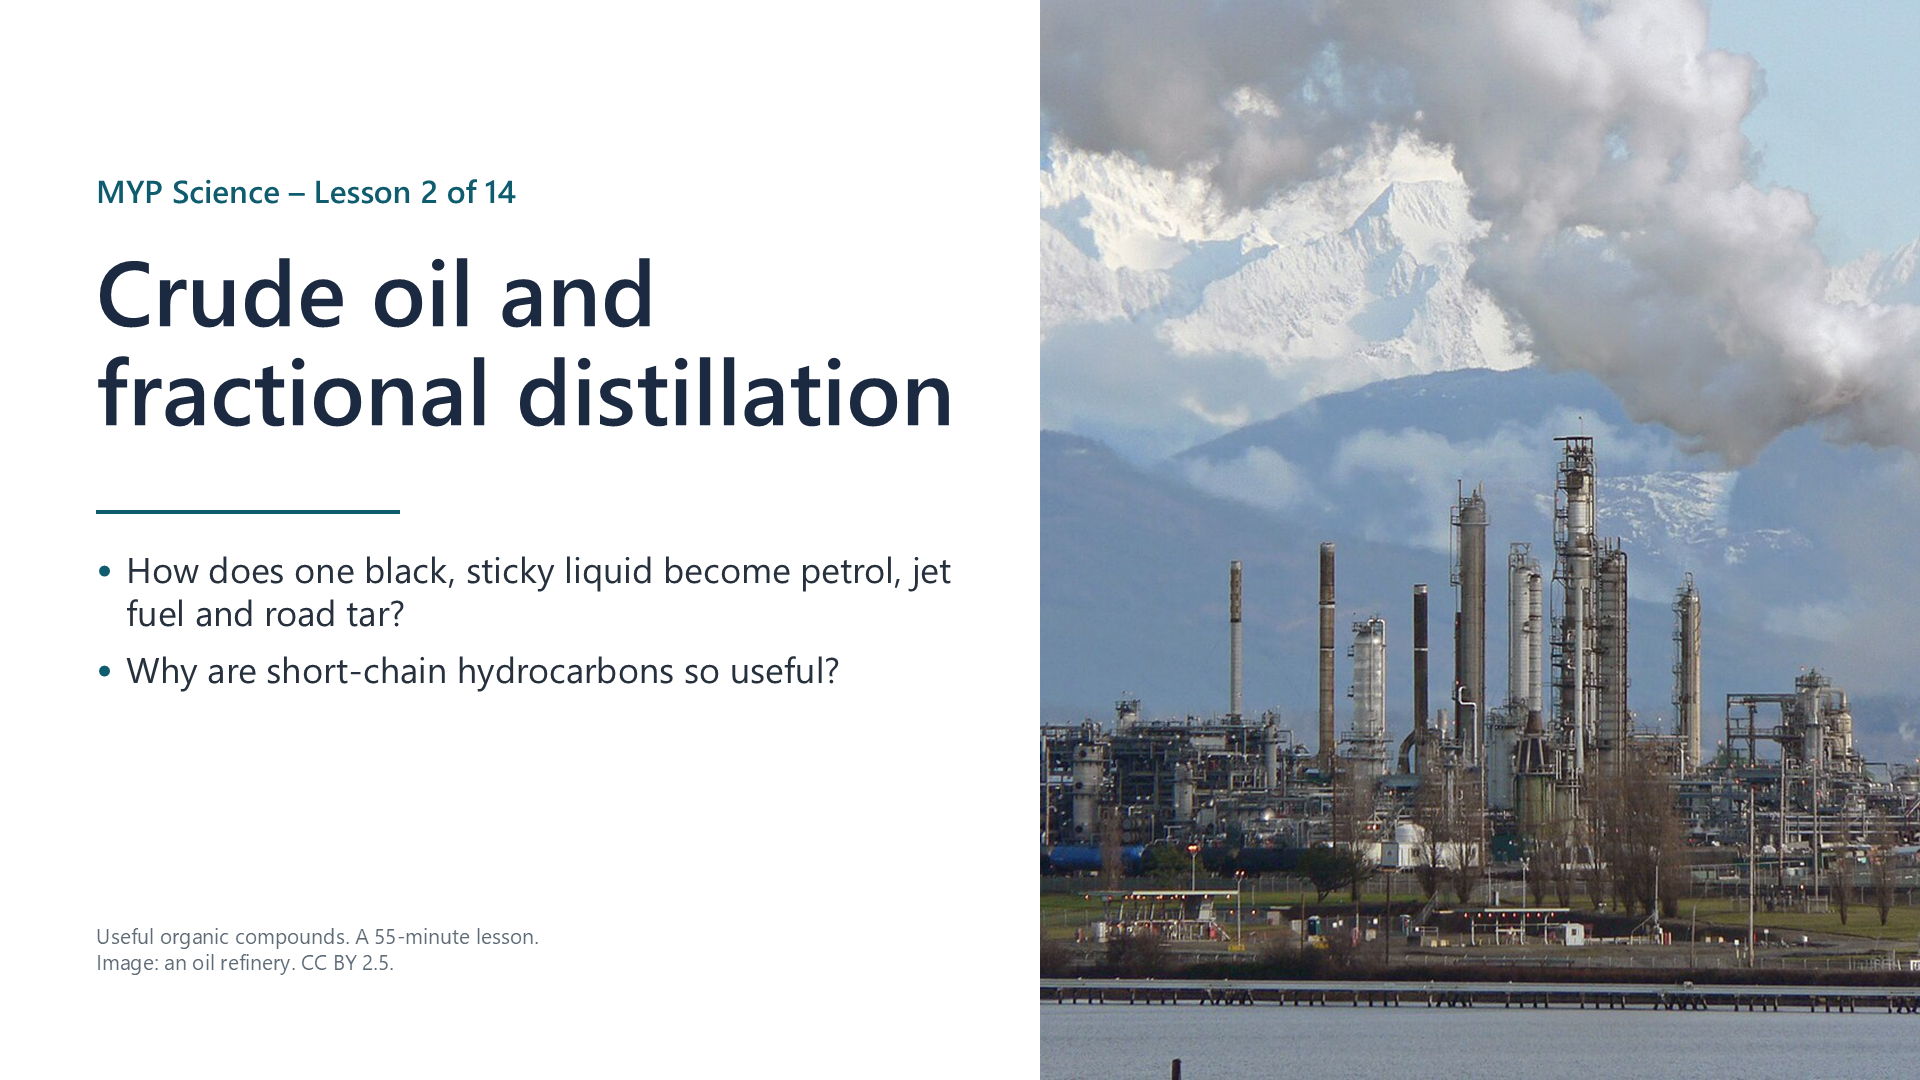 MYP Science – Lesson 2 of 14
Crude oil and
fractional distillation
• How does one black, sticky liquid become petrol, jet
fuel and road tar?
• Why are short-chain hydrocarbons so useful?
Useful organic compounds. A 55-minute lesson.
Image: an oil refinery. CC BY 2.5.